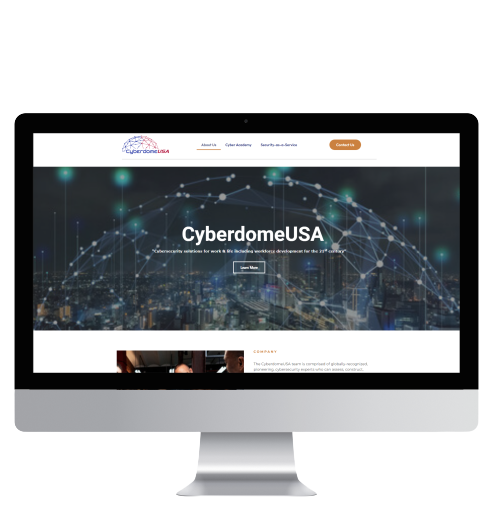 CyberdomeUSA
About Us Cyber Academy Security-as-a-Service Contact Us
CyberdomeUSA
"Cybersecurity solutions for work & life including workforce development for the 21st century"
Learn More
COMPANY
The CyberdomeUSA team is comprised of globally recognized,
pioneering, cybersecurity experts who can assess, construct,